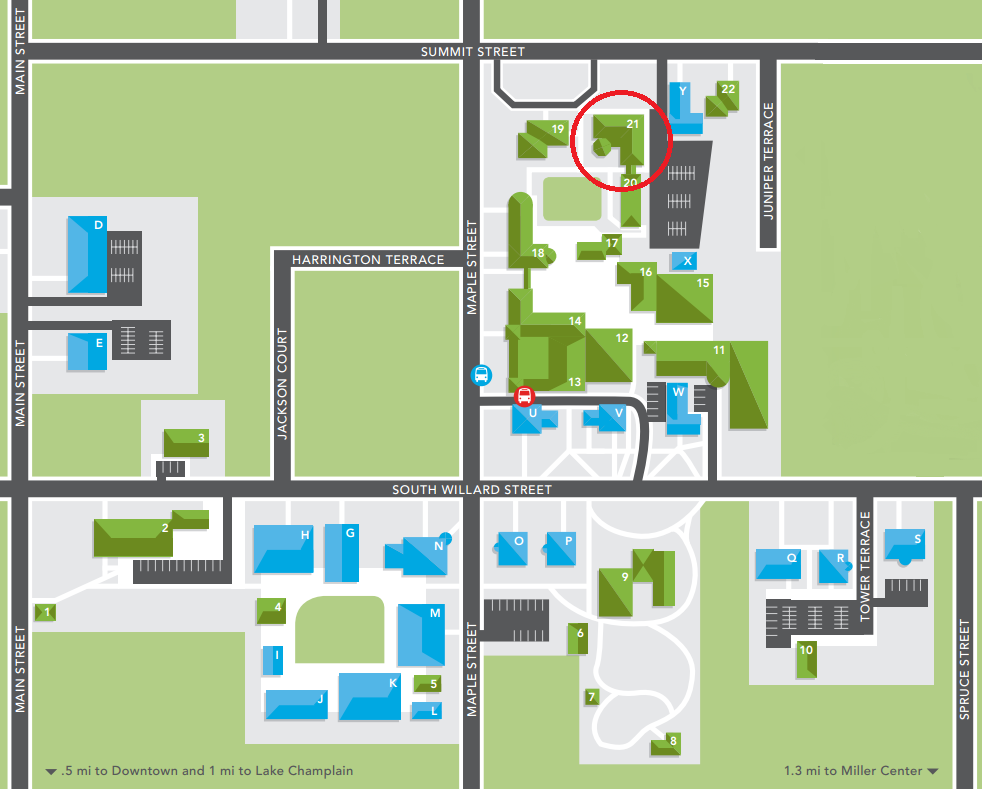 MAIN STREET
SUMMIT STREET
Y
22
19
21
20
JUNIPER TERRACE
D
MAPLE STREET
HARRINGTON TERRACE
17
18
X
16
15
14
12
11
13
E
MAIN STREET
JACKSON COURT
W
U
V
3
SOUTH WILLARD STREET
2
H
G
N
O
P
Q
R
S
TOWER TERRACE
9
1
4
M
6
10
I
MAIN STREET
MAPLE STREET
SPRUCE STREET
K
5
J
L
7
8
.5 mi to Downtown and 1 mi to Lake Champlain
1.3 mi to Miller Center